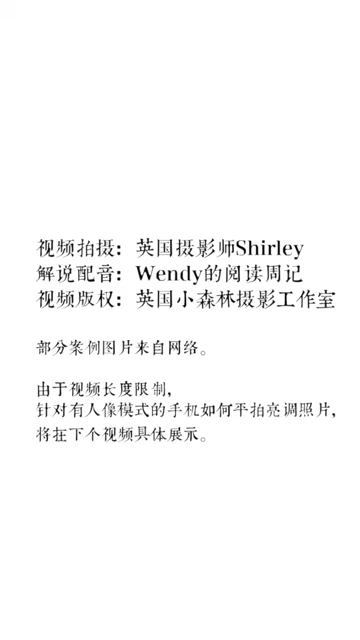 视频拍摄：英国摄影师Shirley
解说配音：Wendy的阅读周记
视频版权：英国小森林摄影工作室
部分案例图片来自网络。
由于视频长度限制，
针对有人像模式的手机如何平拍亮调照片，
将在下个视频具体展示。